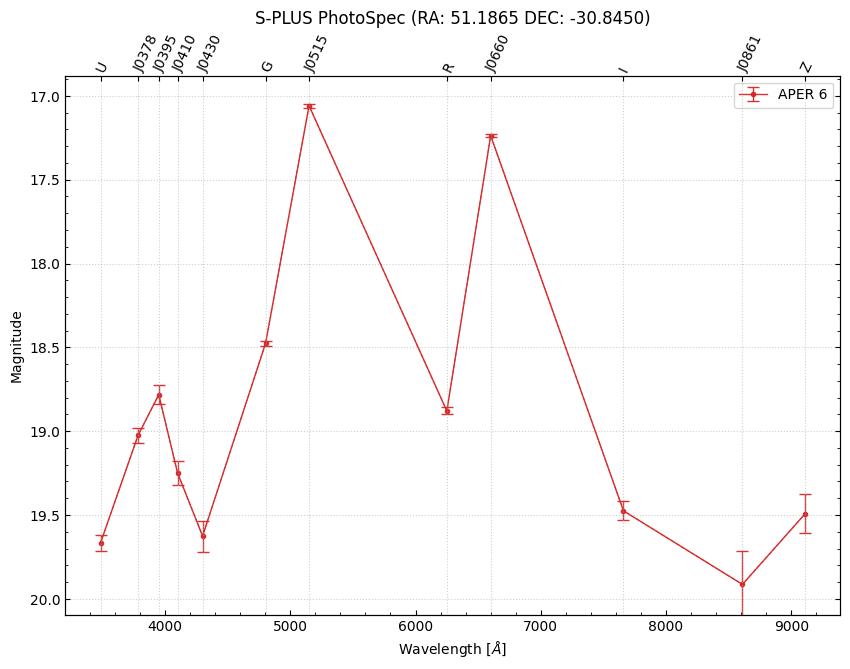 S-PLUS PhotoSpec (RA: 51.1865 DEC: -30.8450)
U J0378 J0395 J0410 J0430 G J0515 R J0660 I J0861 Z
APER 6
17.0
17.5
18.0
18.5
19.0
19.5
20.0
Magnitude
4000 5000 6000 7000 8000 9000
Wavelength [Å]